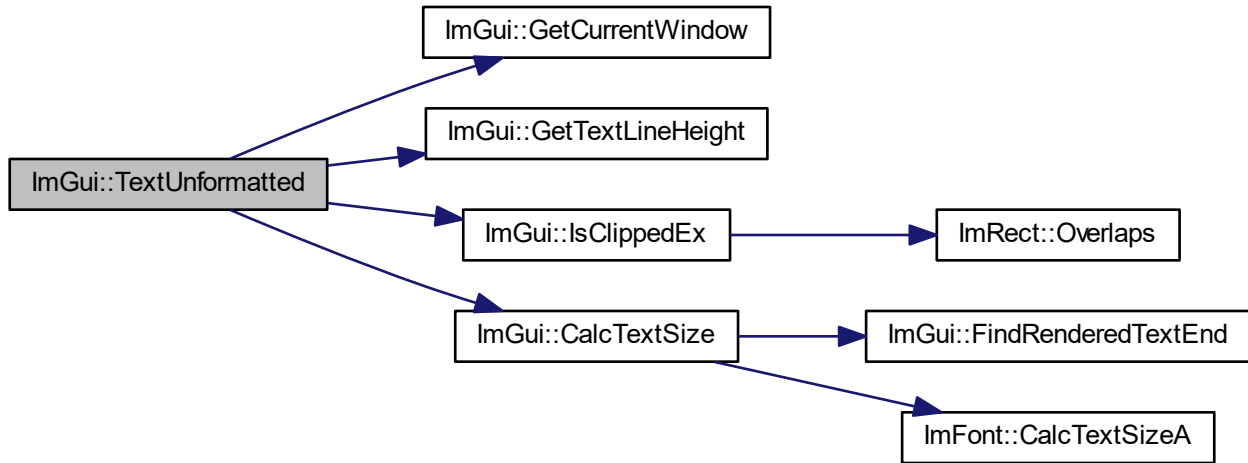 ImGui::GetCurrentWindow
ImGui::GetTextLineHeight
ImGui::TextUnformatted
ImGui::IsClippedEx
ImRect::Overlaps
ImGui::CalcTextSize
ImGui::FindRenderedTextEnd
ImFont::CalcTextSizeA